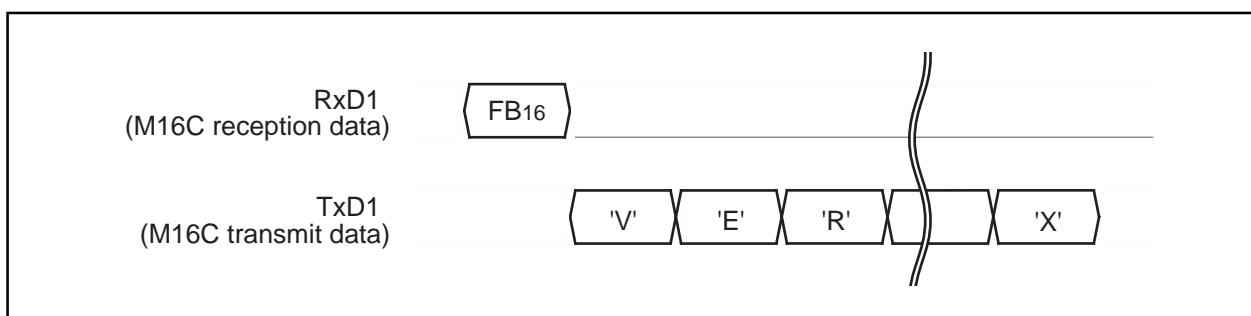 RxD1
(M16C reception data)
FB16
TxD1
(M16C transmit data)
'V' 'E' 'R' 'X'